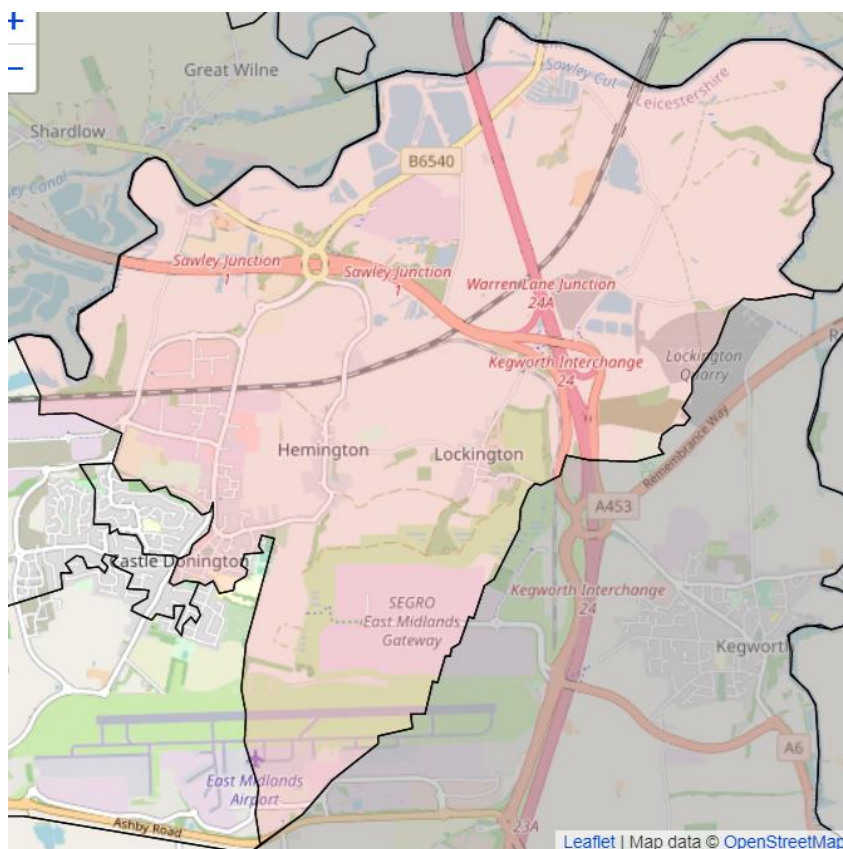 +
−
Great Wilne
Sawley Cut
Leicestershire
Shardlow
B6540
Sawley Junction
1
Sawley Junction
1
Warren Lane Junction
24A
Kegworth Interchange
24
Lockington
Quarry
Hemington
Lockington
Remembrance Way
A453
astle Donington
SEGRO
East Midlands
Gateway
Kegworth Interchange
24
Kegworth
A6
East Midlands
Airport
Ashby Road
23A
Leaflet | Map data © OpenStreetMap